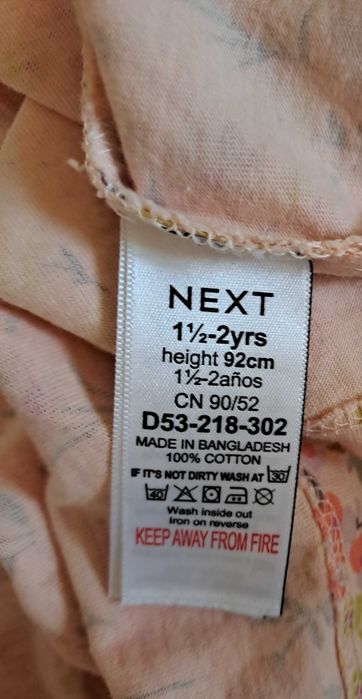 NEXT
1½-2yrs
height 92cm
1½-2años
CN 90/52
D53-218-302
MADE IN BANGLADESH
100% COTTON
IF IT'S NOT DIRTY WASH AT 30
40
Wash inside out
Iron on reverse
KEEP AWAY FROM FIRE